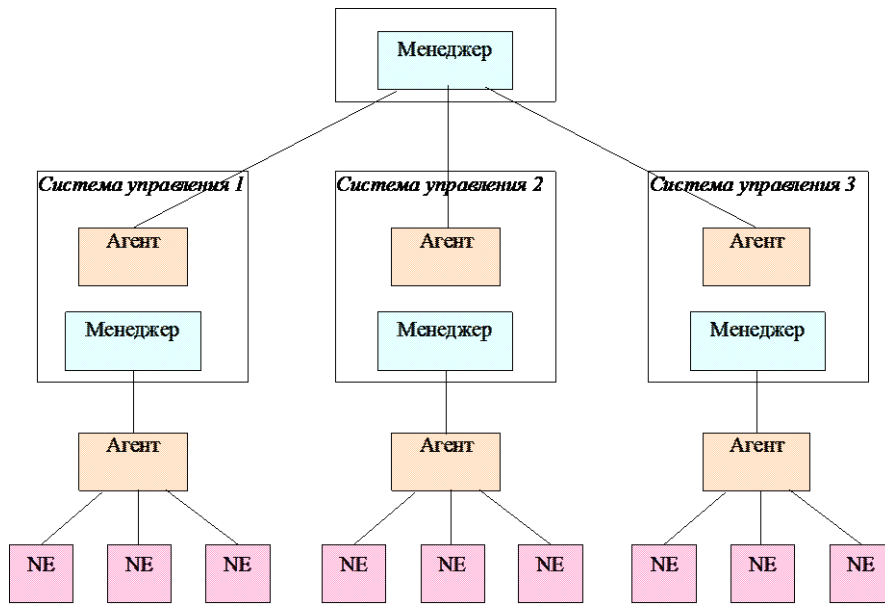 Менеджер
Система управления 1
Система управления 2
Система управления 3
Агент
Агент
Агент
Менеджер
Менеджер
Менеджер
Агент
Агент
Агент
NE
NE
NE
NE
NE
NE
NE
NE
NE